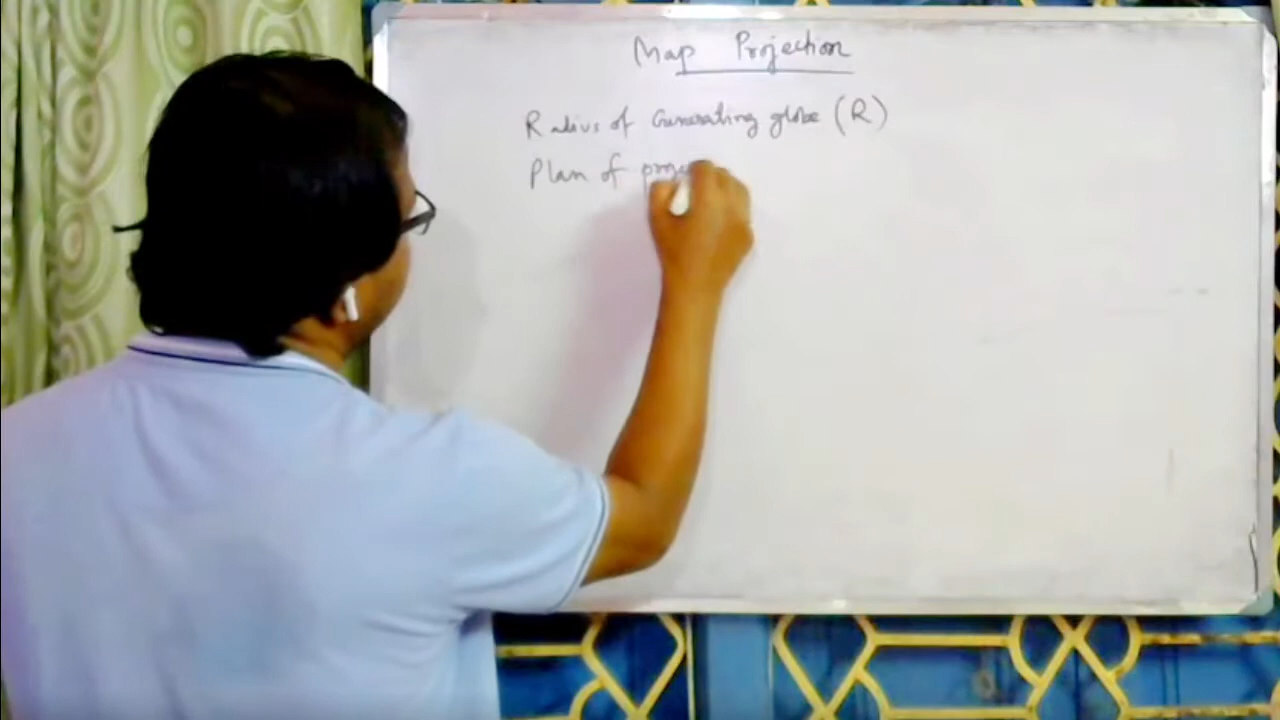 Map Projection
Radius of Generating globe (R)
Plan of